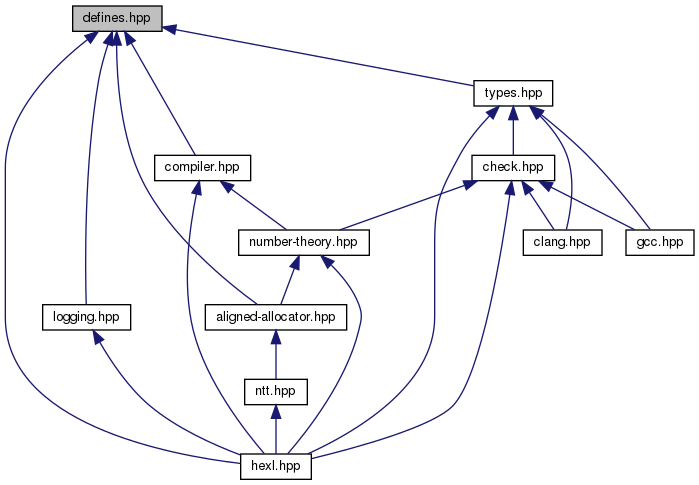 defines.hpp
types.hpp
compiler.hpp
check.hpp
number-theory.hpp
clang.hpp
gcc.hpp
logging.hpp
aligned-allocator.hpp
ntt.hpp
hexl.hpp